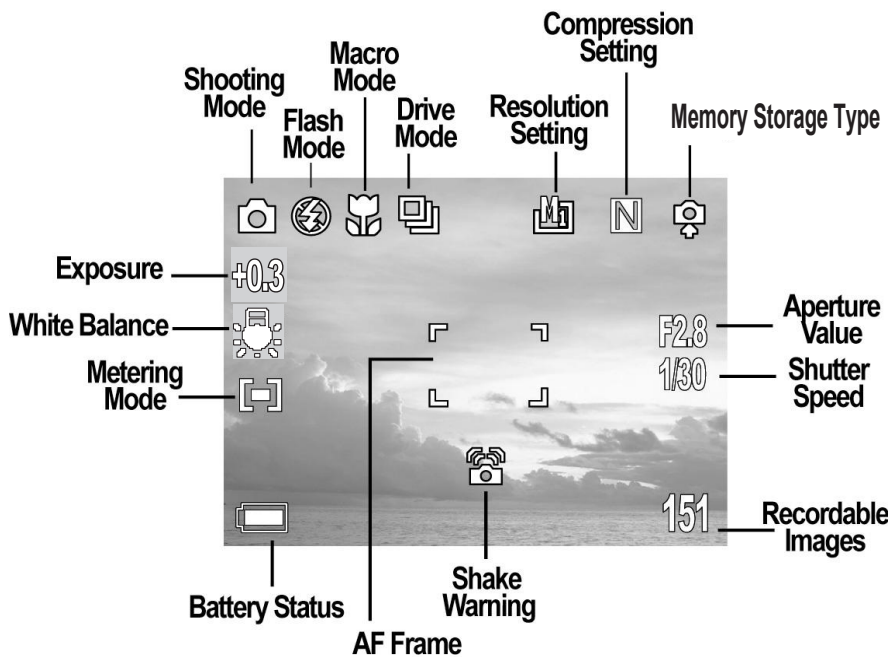 Compression
Setting
Macro
Mode
Shooting
Mode
Drive
Mode
Resolution
Setting
Memory Storage Type
Flash
Mode
M1
N
Exposure
+0.3
White Balance
F2.8
Aperture
Value
Metering
Mode
1/30
Shutter
Speed
151
Recordable
Images
Battery Status
Shake
Warning
AF Frame